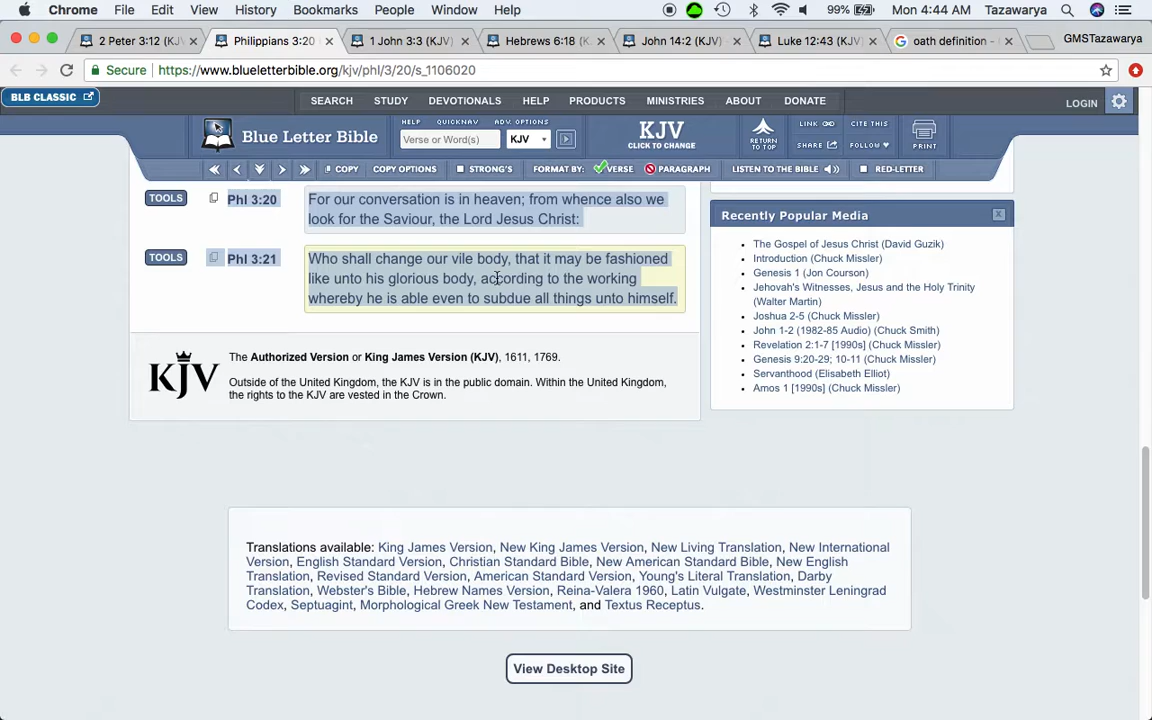 Chrome File Edit View History Bookmarks People Window Help 99% Mon 4:44 AM Tazawarya
2 Peter 3:12 (KJV Philippians 3:20 1 John 3:3 (KJV) Hebrews 6:18 (KJV) John 14:2 (KJV) Luke 12:43 (KJV) oath definition - GMSTazawarya
Secure https://www.blueletterbible.org/kjv/phl/3/20/s_1106020
BLB CLASSIC SEARCH STUDY DEVOTIONALS HELP PRODUCTS MINISTRIES ABOUT DONATE LOGIN
HELP QUICKNAV ADV. OPTIONS
Blue Letter Bible Verse or Word(s) KJV KJV CLICK TO CHANGE RETURN TO TOP LINK CITE THIS SHARE FOLLOW PRINT
COPY COPY OPTIONS STRONG'S FORMAT BY: VERSE PARAGRAPH LISTEN TO THE BIBLE RED-LETTER
TOOLS Phl 3:20 For our conversation is in heaven; from whence also we
look for the Saviour, the Lord Jesus Christ:
TOOLS Phl 3:21 Who shall change our vile body, that it may be fashioned
like unto his glorious body, according to the working
whereby he is able even to subdue all things unto himself.
KJV
The Authorized Version or King James Version (KJV), 1611, 1769.
Outside of the United Kingdom, the KJV is in the public domain. Within the United Kingdom,
the rights to the KJV are vested in the Crown.
Recently Popular Media
The Gospel of Jesus Christ (David Guzik)
Introduction (Chuck Missler)
Genesis 1 (Jon Courson)
Jehovah's Witnesses, Jesus and the Holy Trinity
(Walter Martin)
Joshua 2-5 (Chuck Missler)
John 1-2 (1982-85 Audio) (Chuck Smith)
Revelation 2:1-7 [1990s] (Chuck Missler)
Genesis 9:20-29; 10-11 (Chuck Missler)
Servanthood (Elisabeth Elliot)
Amos 1 [1990s] (Chuck Missler)
Translations available: King James Version, New King James Version, New Living Translation, New International
Version, English Standard Version, Christian Standard Bible, New American Standard Bible, New English
Translation, Revised Standard Version, American Standard Version, Young's Literal Translation, Darby
Translation, Webster's Bible, Hebrew Names Version, Reina-Valera 1960, Latin Vulgate, Westminster Leningrad
Codex, Septuagint, Morphological Greek New Testament, and Textus Receptus.
View Desktop Site